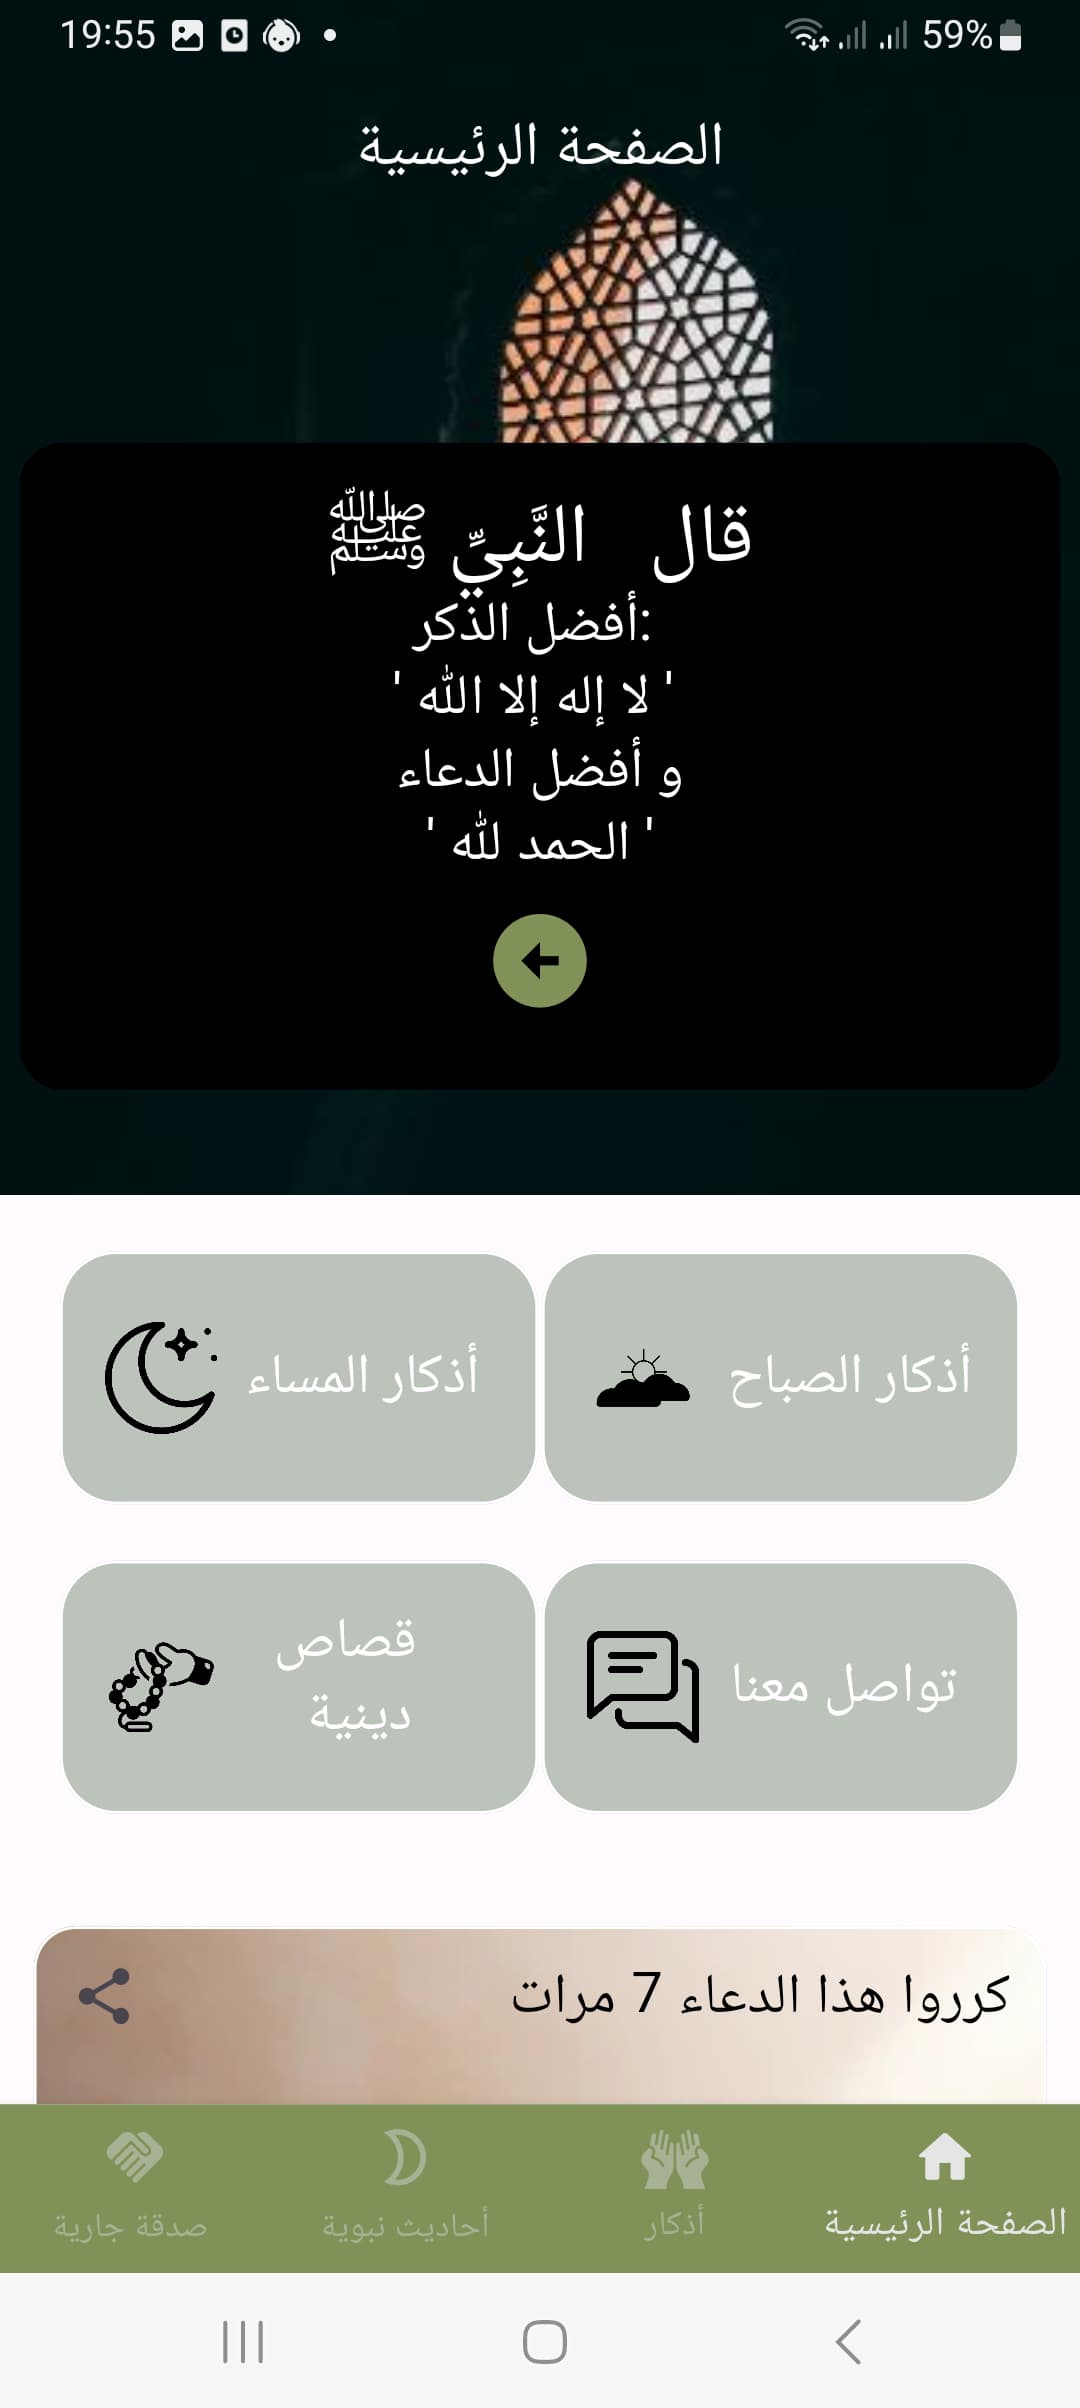 19:55
59%
الصفحة الرئيسية
قال النَّبِيِّ ﷺ
:أفضل الذكر
' لا إله إلا الله '
و أفضل الدعاء
' الحمد لله '
أذكار الصباح
أذكار المساء
تواصل معنا
قصاص
دينية
كرروا هذا الدعاء 7 مرات
الصفحة الرئيسية
أذكار
أحاديث نبوية
صدقة جارية